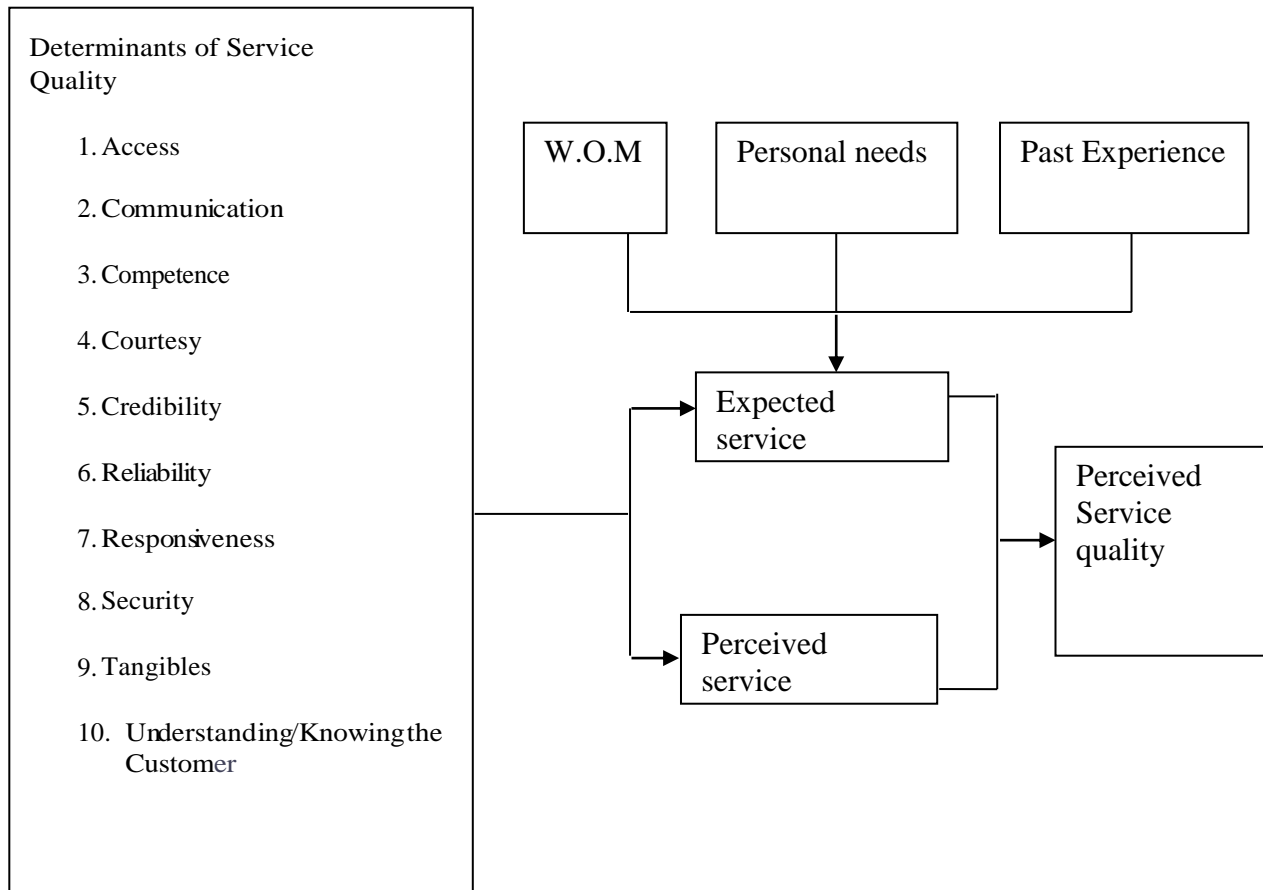 Determinants of Service
Quality
1. Access
2. Communication
3. Competence
4. Courtesy
5. Credibility
6. Reliability
7. Responsiveness
8. Security
9. Tangibles
10. Understanding/Knowing the
Customer
W.O.M
Personal needs
Past Experience
Expected
service
Perceived
service
Perceived
Service
quality